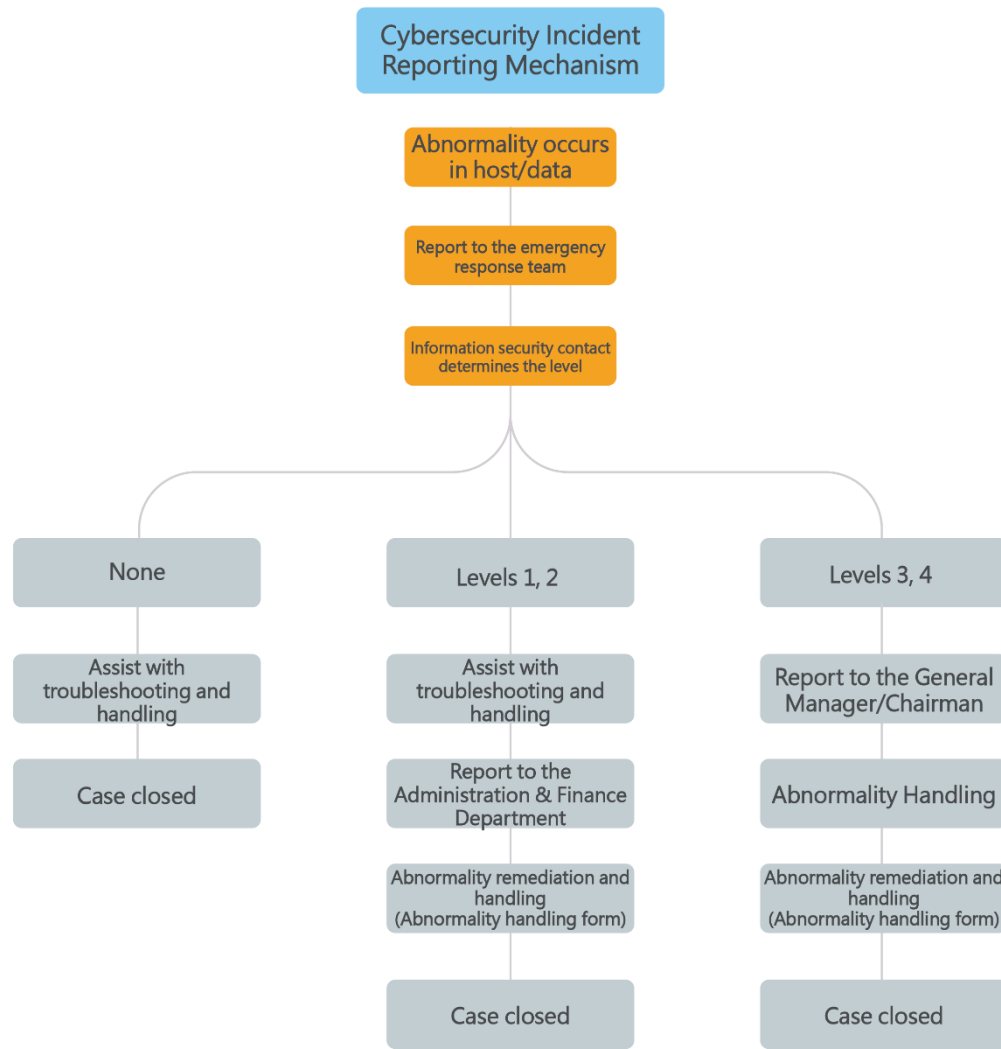 Cybersecurity Incident
Reporting Mechanism
Abnormality occurs
in host/data
Report to the emergency
response team
Information security contact
determines the level
None
Assist with
troubleshooting and
handling
Case closed
Levels 1, 2
Assist with
troubleshooting and
handling
Report to the
Administration & Finance
Department
Abnormality remediation and
handling
(Abnormality handling form)
Case closed
Levels 3, 4
Report to the General
Manager/Chairman
Abnormality Handling
Abnormality remediation and
handling
(Abnormality handling form)
Case closed